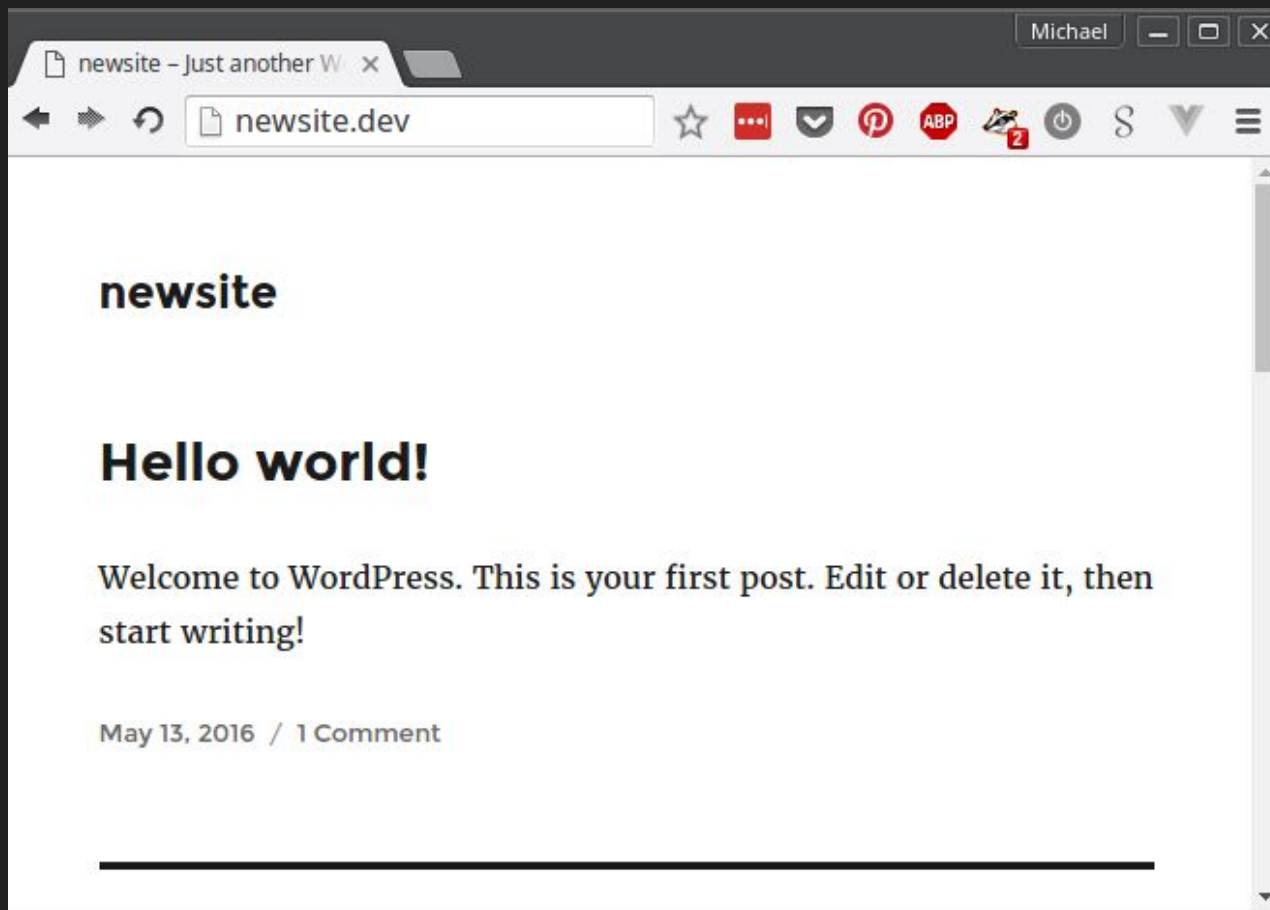 Michael
newsite – Just another W
newsite.dev
ABP
2
S
newsite
Hello world!
Welcome to WordPress. This is your first post. Edit or delete it, then
start writing!
May 13, 2016 / 1 Comment